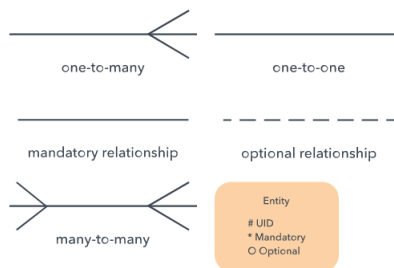 one-to-many
one-to-one
mandatory relationship
optional relationship
many-to-many
Entity
# UID
* Mandatory
O Optional